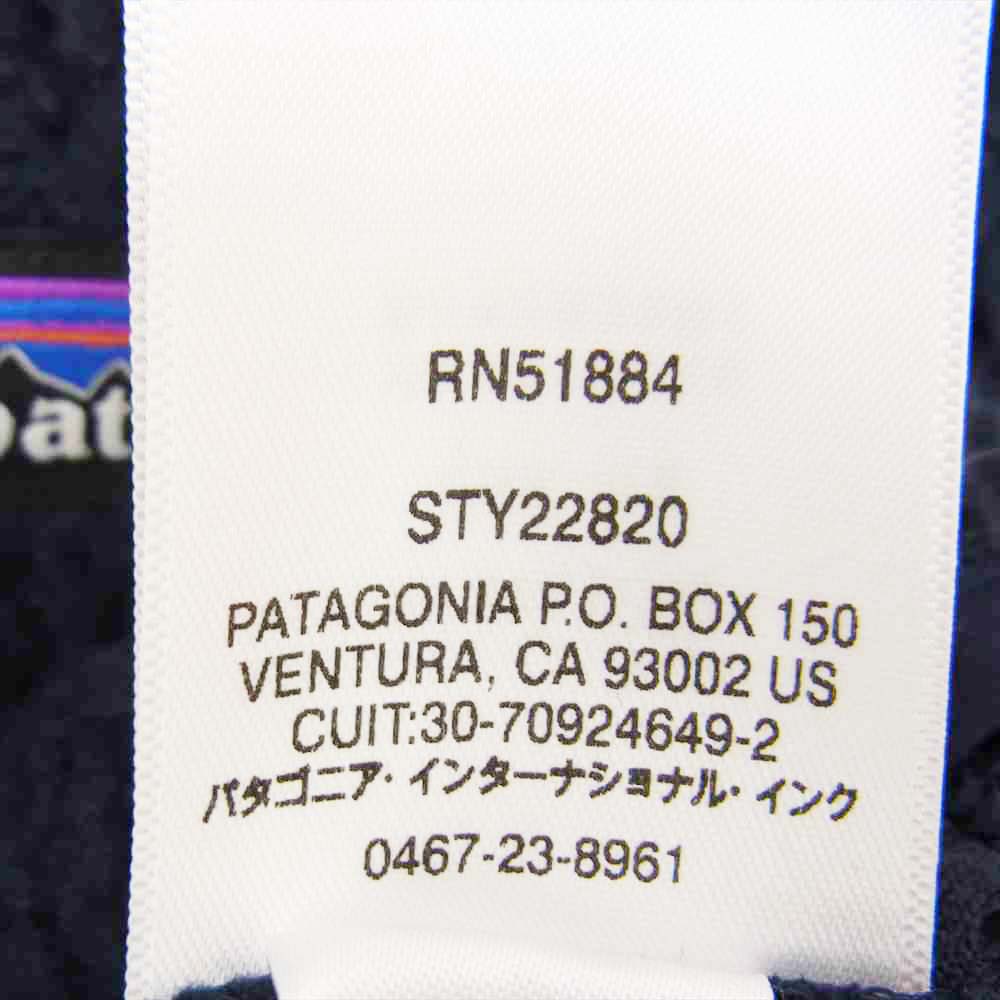 pat
RN51884
STY22820
PATAGONIA P.O. BOX 150
VENTURA, CA 93002 US
CUIT:30-70924649-2
パタゴニア・インターナショナル・インク
0467-23-8961